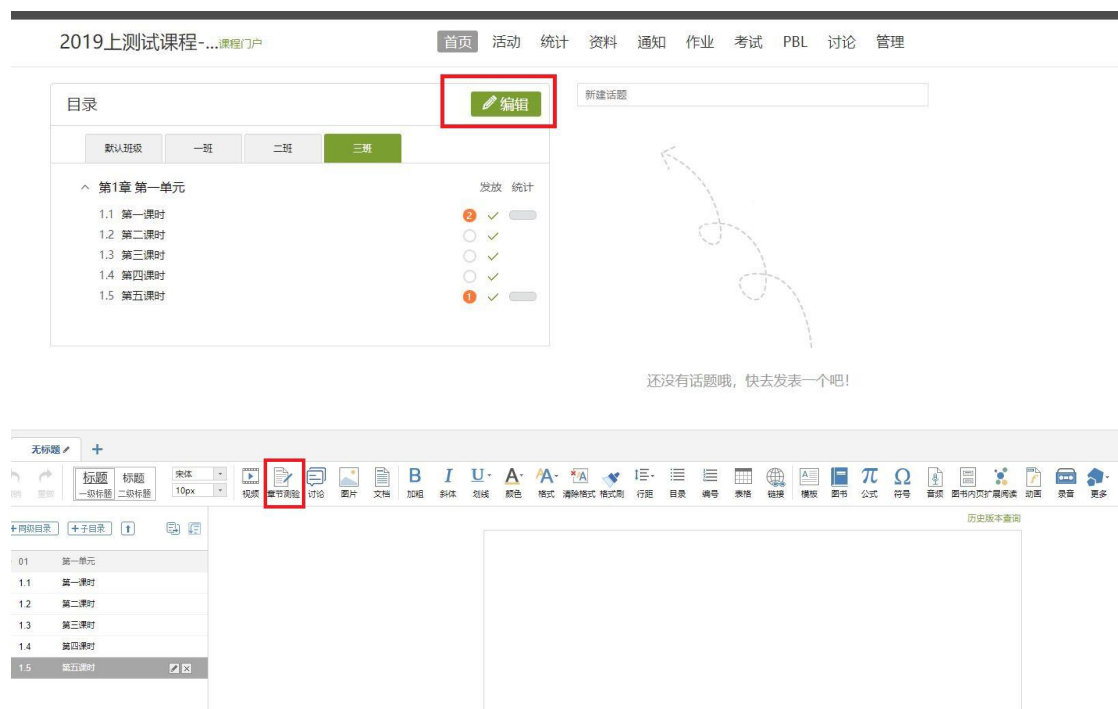 2019上测试课程-...课程门户
首页 活动 统计 资料 通知 作业 考试 PBL 讨论 管理
目录
编辑
新建话题
默认班级 一班 二班 三班
第1章 第一单元 发放 统计
1.1 第一课时 2
1.2 第二课时
1.3 第三课时
1.4 第四课时
1.5 第五课时 1
还没有话题哦，快去发表一个吧！
无标题 +
标题 标题 宋体
一级标题 二级标题 10px
视频 章节测验 讨论 图片 文档 加粗 斜体 划线 颜色 格式 清除格式 格式刷 行距 目录 编号 表格 链接 模板 图书 公式 符号 音频 图书内页 扩展阅读 动画 录音 更多
+同级目录 +子目录
历史版本查询
01 第一单元
1.1 第一课时
1.2 第二课时
1.3 第三课时
1.4 第四课时
1.5 第五课时